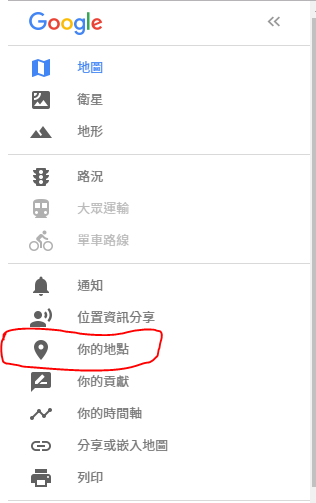 Google
地圖
衛星
地形
路況
大眾運輸
單車路線
通知
位置資訊分享
你的地點
你的貢獻
你的時間軸
分享或嵌入地圖
列印